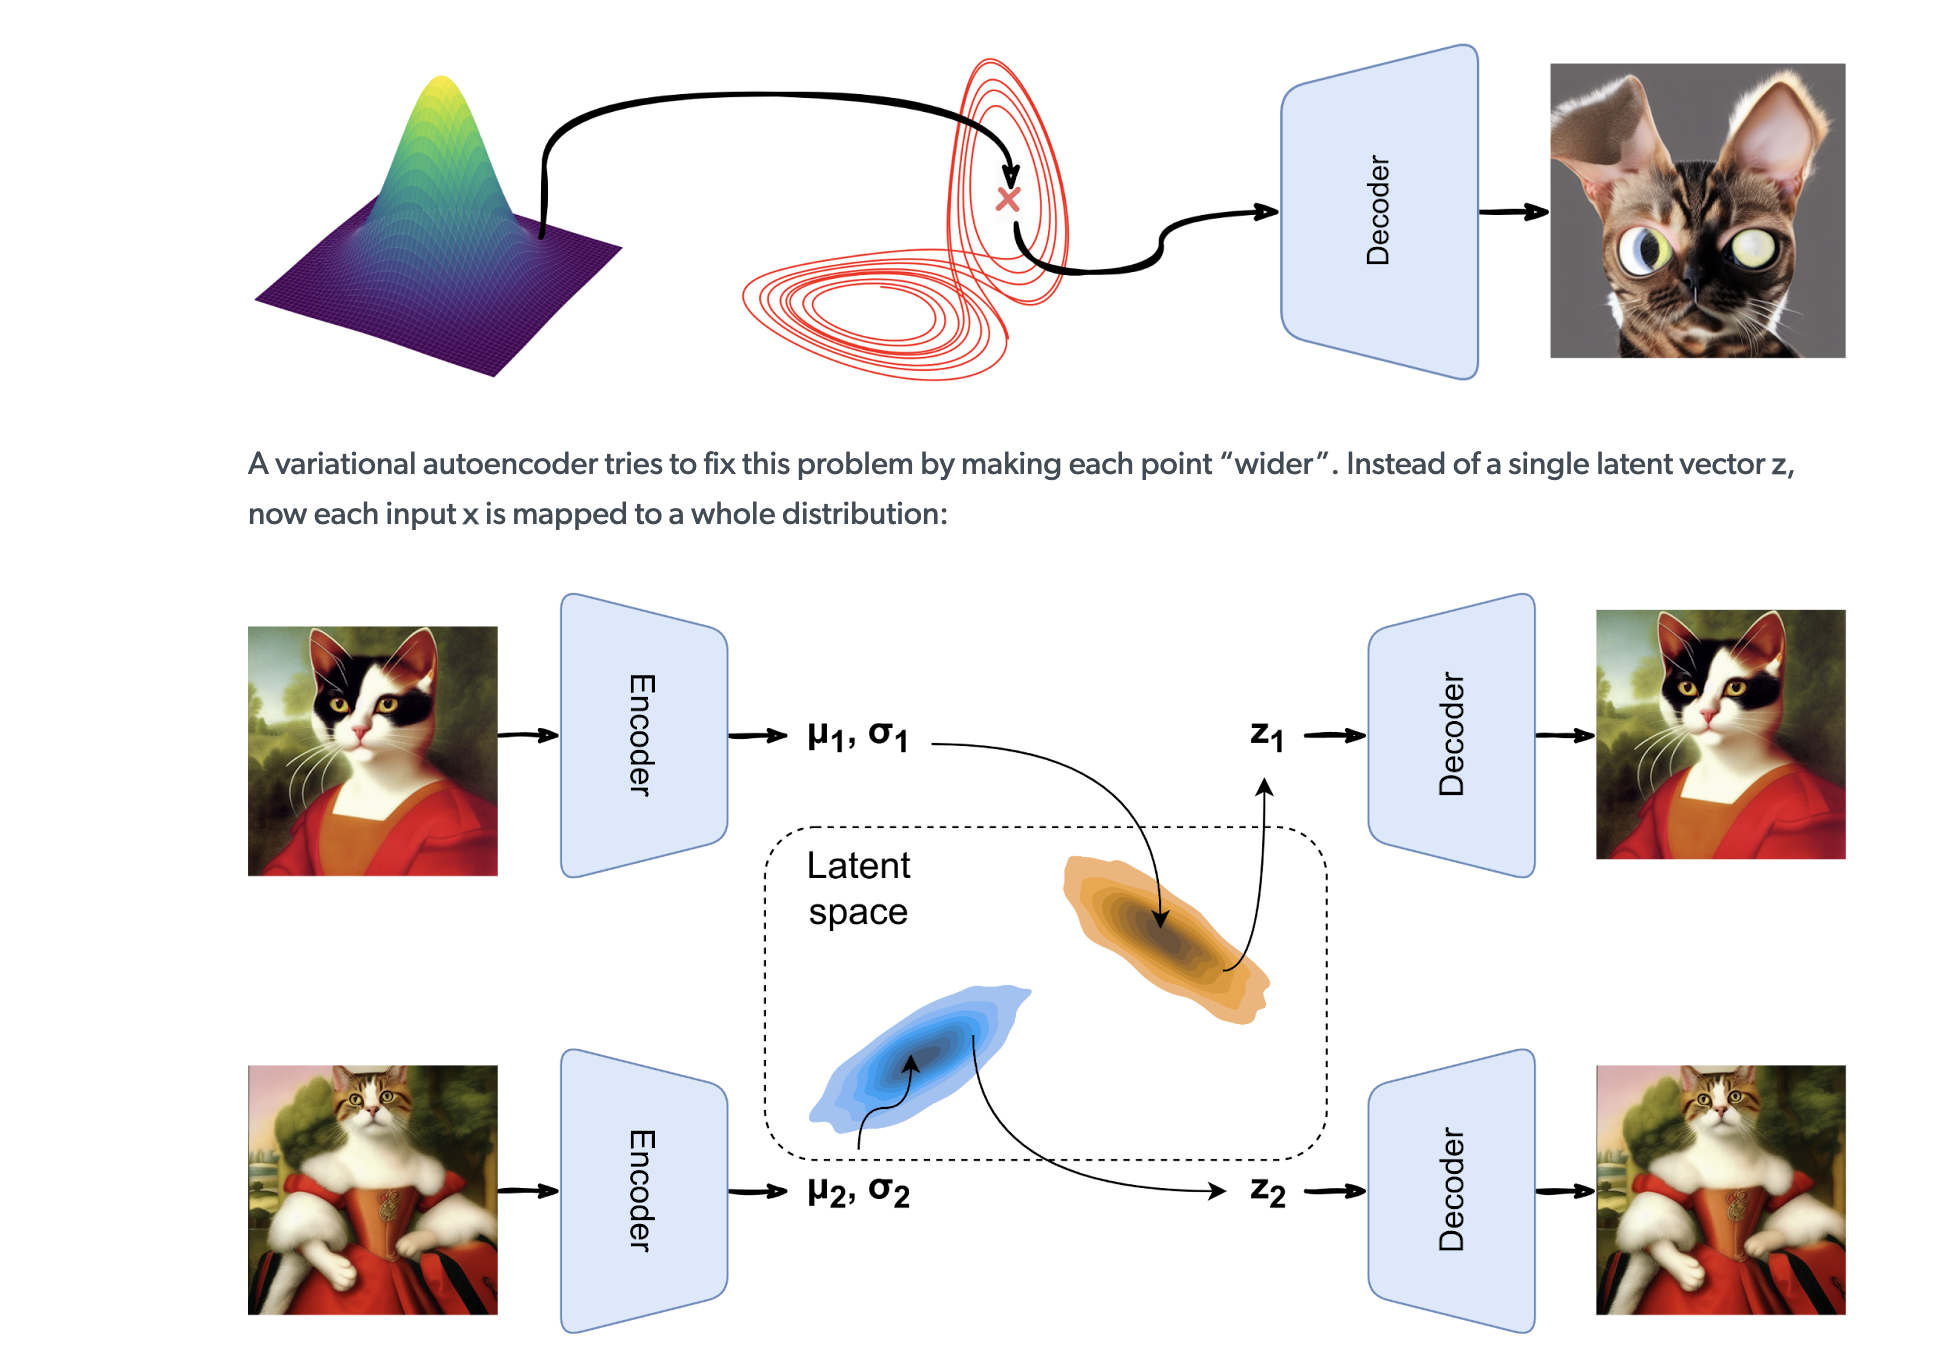 Decoder
A variational autoencoder tries to fix this problem by making each point “wider”. Instead of a single latent vector z,
now each input x is mapped to a whole distribution:
Encoder
μ1, σ1
z1
Decoder
Latent
space
Encoder
μ2, σ2
z2
Decoder